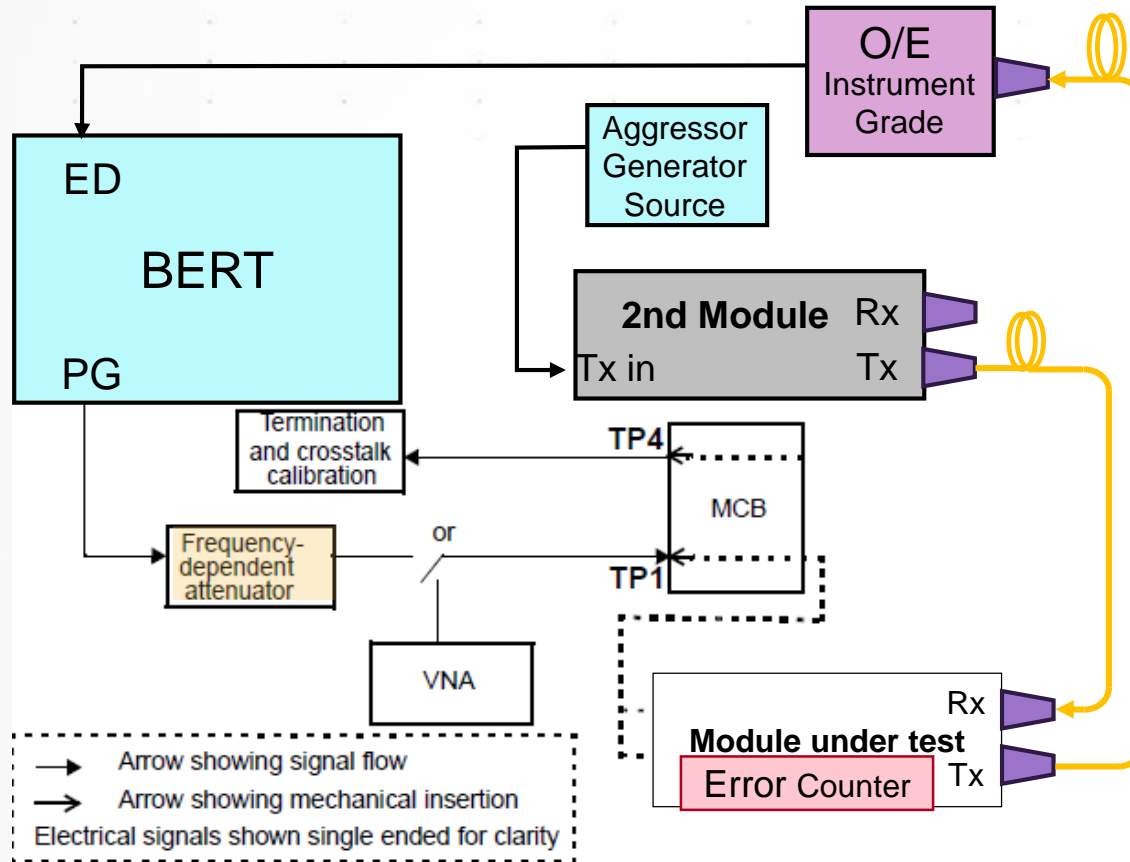 O/E
Instrument
Grade
Aggressor
Generator
Source
ED
BERT
PG
2nd Module
Rx
Tx in
Tx
Termination
and crosstalk
calibration
TP4
MCB
or
Frequency-
dependent
attenuator
TP1
VNA
Rx
Module under test
Tx
Error Counter
Arrow showing signal flow
Arrow showing mechanical insertion
Electrical signals shown single ended for clarity